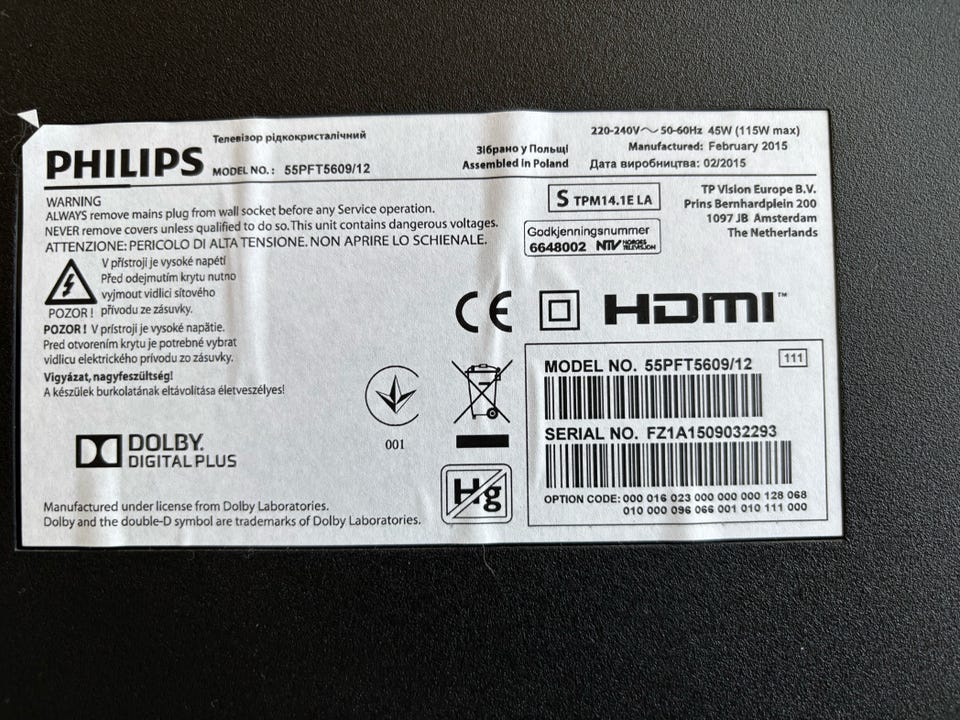 Телевізор рідкокристалічний
PHILIPS MODEL NO.: 55PFT5609/12
Зібрано у Польщі
Assembled in Poland
220-240V～ 50-60Hz 45W (115W max)
Manufactured: February 2015
Дата виробництва: 02/2015
WARNING
ALWAYS remove mains plug from wall socket before any Service operation.
NEVER remove covers unless qualified to do so.This unit contains dangerous voltages.
ATTENZIONE: PERICOLO DI ALTA TENSIONE. NON APRIRE LO SCHIENALE.
V přístroji je vysoké napětí
Před odejmutím krytu nutno
vyjmout vidlici síťového
POZOR! přívodu ze zásuvky.
POZOR! V prístroji je vysoké napätie.
Pred otvorením krytu je potrebné vybrat
vidlicu elektrického prívodu zo zásuvky.
Vigyázat, nagyfeszültség!
A készülek burkolatának eltávolítása életveszélyes!
S TPM14.1E LA
Godkjenningsnummer
6648002 NTV NORGES TELEVISJON
TP Vision Europe B.V.
Prins Bernhardplein 200
1097 JB Amsterdam
The Netherlands
CE HDMI™
001
Hg
DOLBY.
DIGITAL PLUS
Manufactured under license from Dolby Laboratories.
Dolby and the double-D symbol are trademarks of Dolby Laboratories.
MODEL NO. 55PFT5609/12 111
SERIAL NO. FZ1A1509032293
OPTION CODE: 000 016 023 000 000 000 128 068
010 000 096 066 001 010 111 000